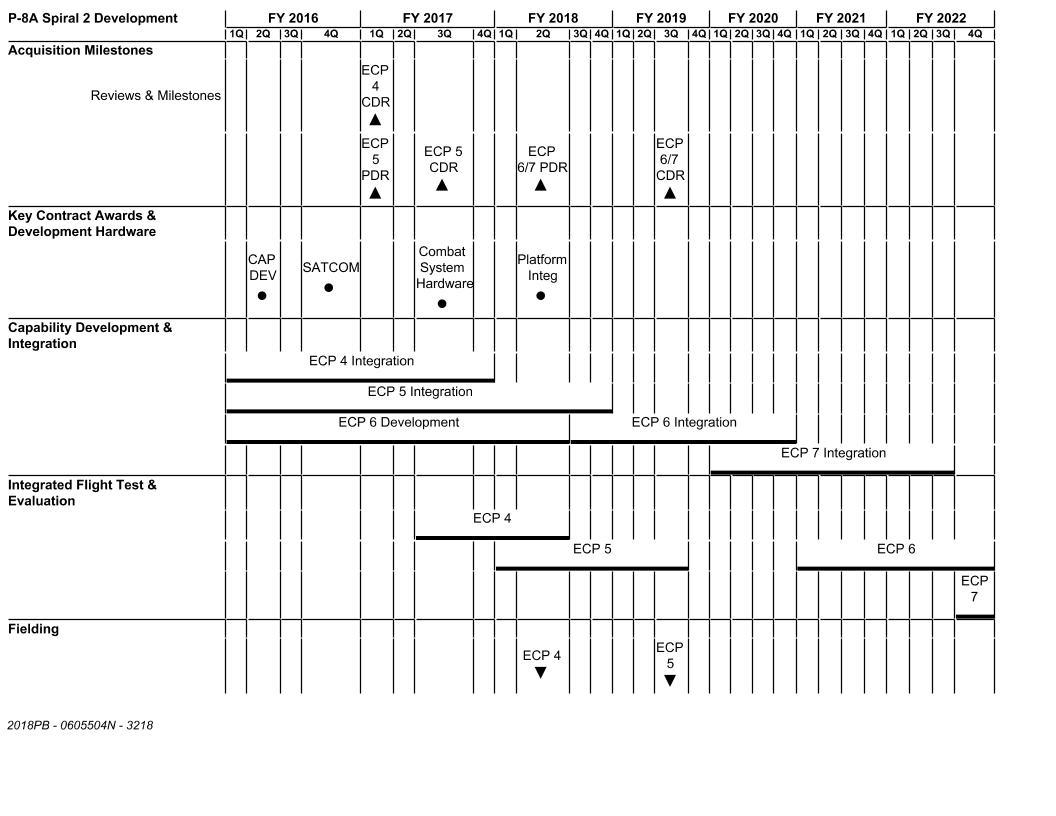 P-8A Spiral 2 Development
FY 2016 FY 2017 FY 2018 FY 2019 FY 2020 FY 2021 FY 2022
1Q 2Q 3Q 4Q 1Q 2Q 3Q 4Q 1Q 2Q 3Q 4Q 1Q 2Q 3Q 4Q 1Q 2Q 3Q 4Q 1Q 2Q 3Q 4Q 1Q 2Q 3Q 4Q
Acquisition Milestones
Reviews & Milestones
ECP
4
CDR
ECP
5
PDR
ECP 5
CDR
ECP
6/7 PDR
ECP
6/7
CDR
Key Contract Awards &
Development Hardware
CAP
DEV
SATCOM
Combat
System
Hardware
Platform
Integ
Capability Development &
Integration
ECP 4 Integration
ECP 5 Integration
ECP 6 Development
ECP 6 Integration
ECP 7 Integration
Integrated Flight Test &
Evaluation
ECP 4
ECP 5
ECP 6
ECP
7
Fielding
ECP 4
ECP
5
2018PB - 0605504N - 3218